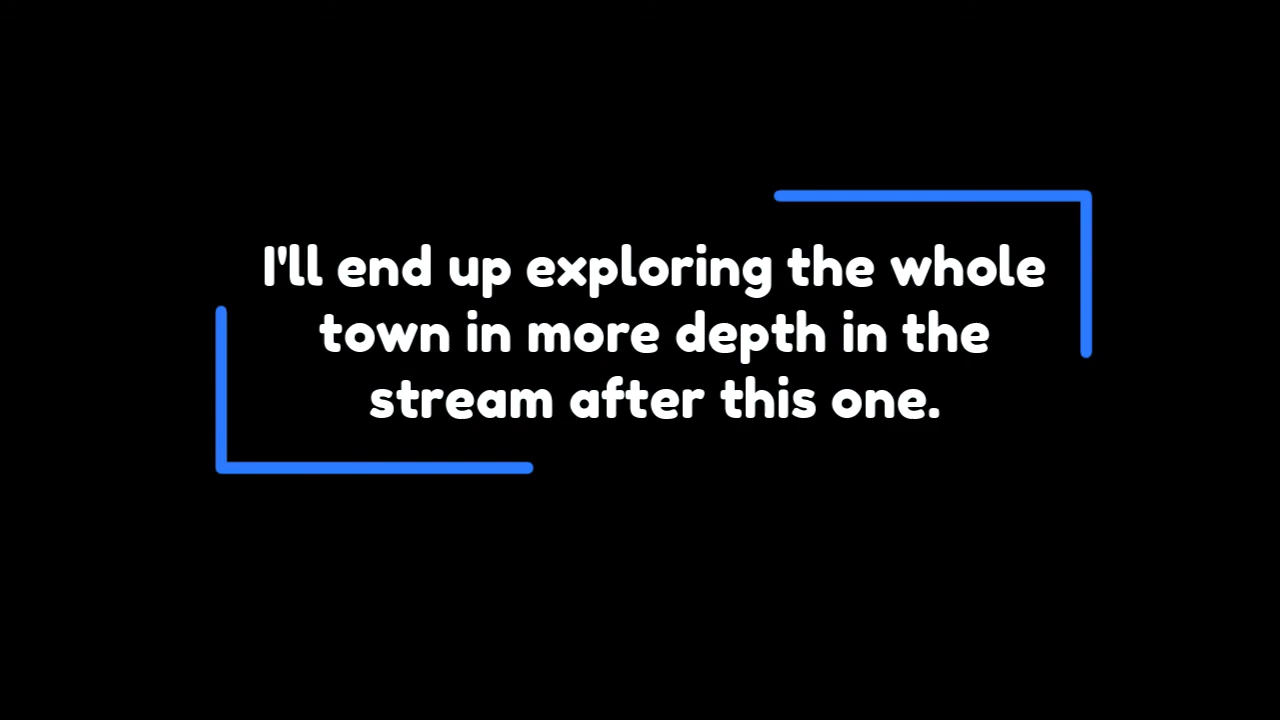 I'll end up exploring the whole
town in more depth in the
stream after this one.